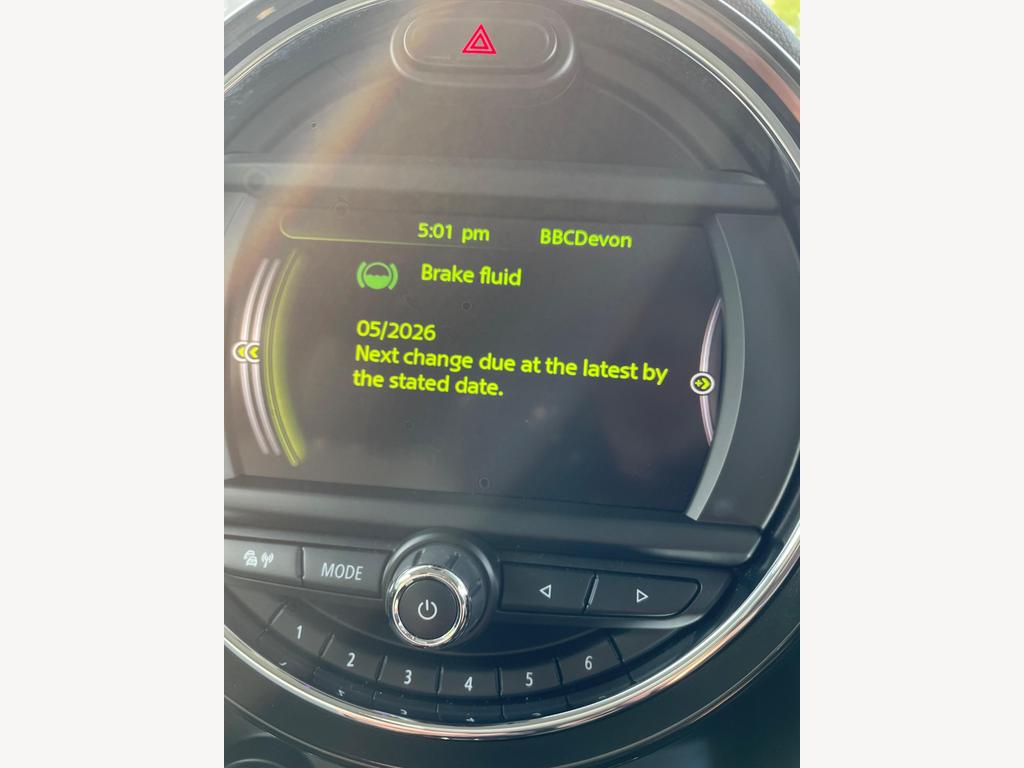 5:01 pm BBCDevon
Brake fluid
05/2026
Next change due at the latest by
the stated date.
MODE
1
2
3
4
5
6